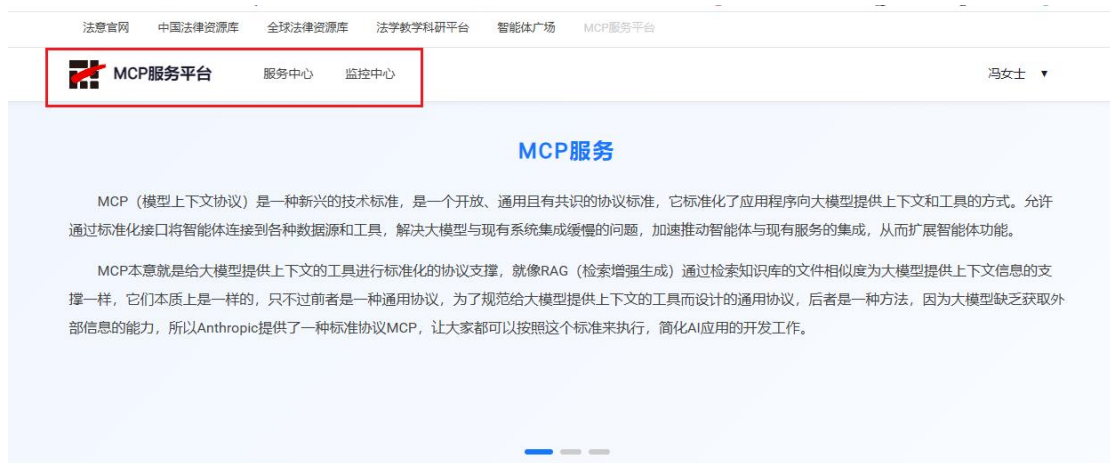 法意官网 中国法律资源库 全球法律资源库 法学教学科研平台 智能体广场 MCP服务平台
MCP服务平台 服务中心 监控中心 冯女士 ▼
MCP服务
MCP（模型上下文协议）是一种新兴的技术标准，是一个开放、通用且有共识的协议标准，它标准化了应用程序向大模型提供上下文和工具的方式。允许
通过标准化接口将智能体连接到各种数据源和工具，解决大模型与现有系统集成缓慢的问题，加速推动智能体与现有服务的集成，从而扩展智能体功能。
MCP本意就是给大模型提供上下文的工具进行标准化的协议支撑，就像RAG（检索增强生成）通过检索知识库的文件相似度为大模型提供上下文信息的支
撑一样，它们本质上是一样的，只不过前者是一种通用协议，为了规范给大模型提供上下文的工具而设计的通用协议，后者是一种方法，因为大模型缺乏获取外
部信息的能力，所以Anthropic提供了一种标准协议MCP，让大家都可以按照这个标准来执行，简化AI应用的开发工作。